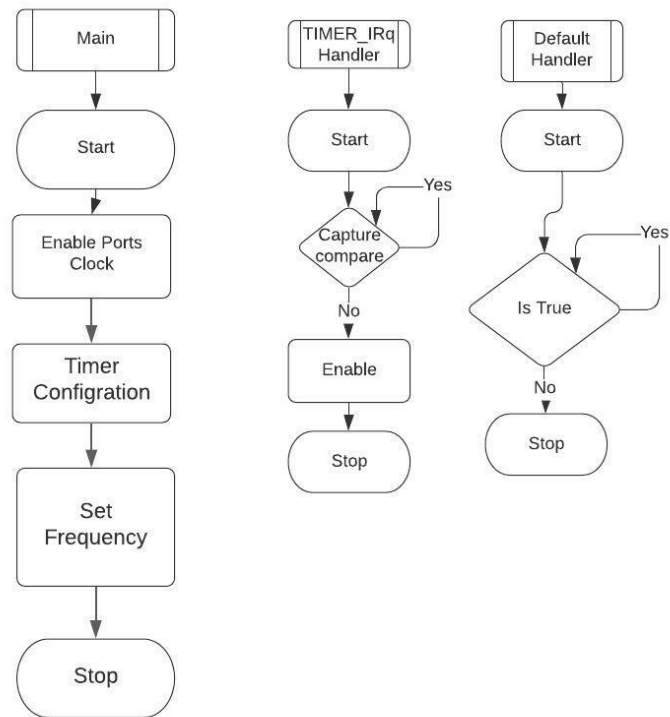 Main
Start
Enable Ports
Clock
Timer
Configration
Set
Frequency
Stop
TIMER_IRq
Handler
Start
Yes
Capture
compare
No
Enable
Stop
Default
Handler
Start
Yes
Is True
No
Stop